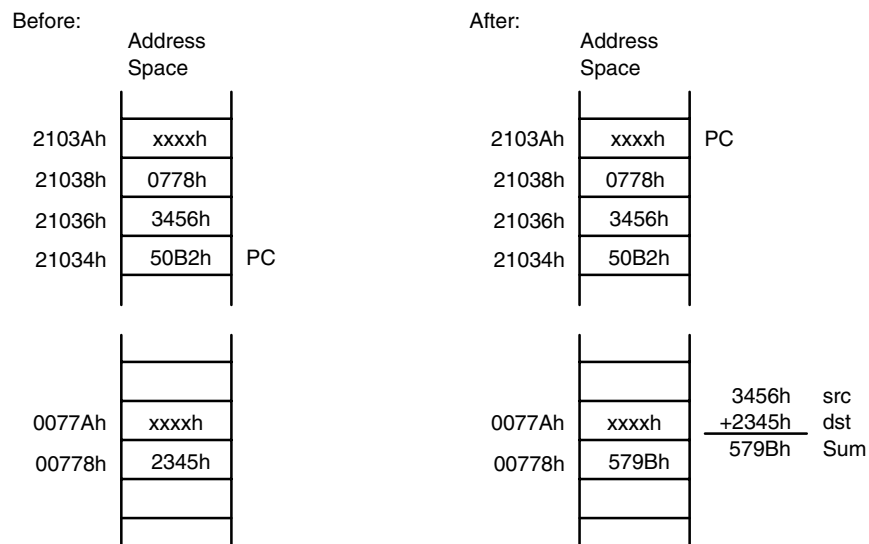 Before:
Address
Space
2103Ah xxxxh
21038h 0778h
21036h 3456h
21034h 50B2h PC
0077Ah xxxxh
00778h 2345h
After:
Address
Space
2103Ah xxxxh PC
21038h 0778h
21036h 3456h
21034h 50B2h
3456h src
0077Ah xxxxh +2345h dst
00778h 579Bh 579Bh Sum